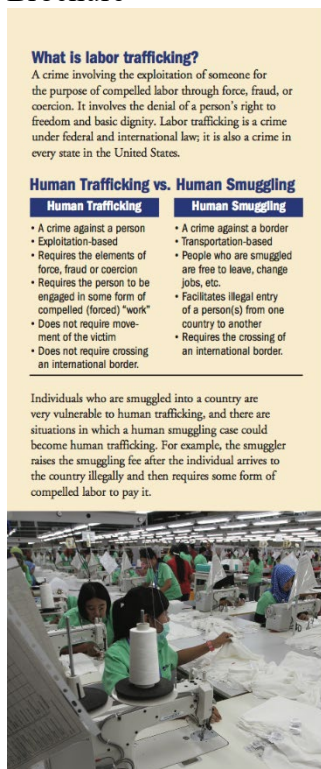 What is labor trafficking?
A crime involving the exploitation of someone for
the purpose of compelled labor through force, fraud, or
coercion. It involves the denial of a person's right to
freedom and basic dignity. Labor trafficking is a crime
under federal and international law; it is also a crime in
every state in the United States.
Human Trafficking vs. Human Smuggling
Human Trafficking
• A crime against a person
• Exploitation-based
• Requires the elements of
force, fraud or coercion
• Requires the person to be
engaged in some form of
compelled (forced) "work"
• Does not require move-
ment of the victim
• Does not require crossing
an international border.
Human Smuggling
• A crime against a border
• Transportation-based
• People who are smuggled
are free to leave, change
jobs, etc.
• Facilitates illegal entry
of a person(s) from one
country to another
• Requires the crossing of
an international border.
Individuals who are smuggled into a country are
very vulnerable to human trafficking, and there are
situations in which a human smuggling case could
become human trafficking. For example, the smuggler
raises the smuggling fee after the individual arrives to
the country illegally and then requires some form of
compelled labor to pay it.